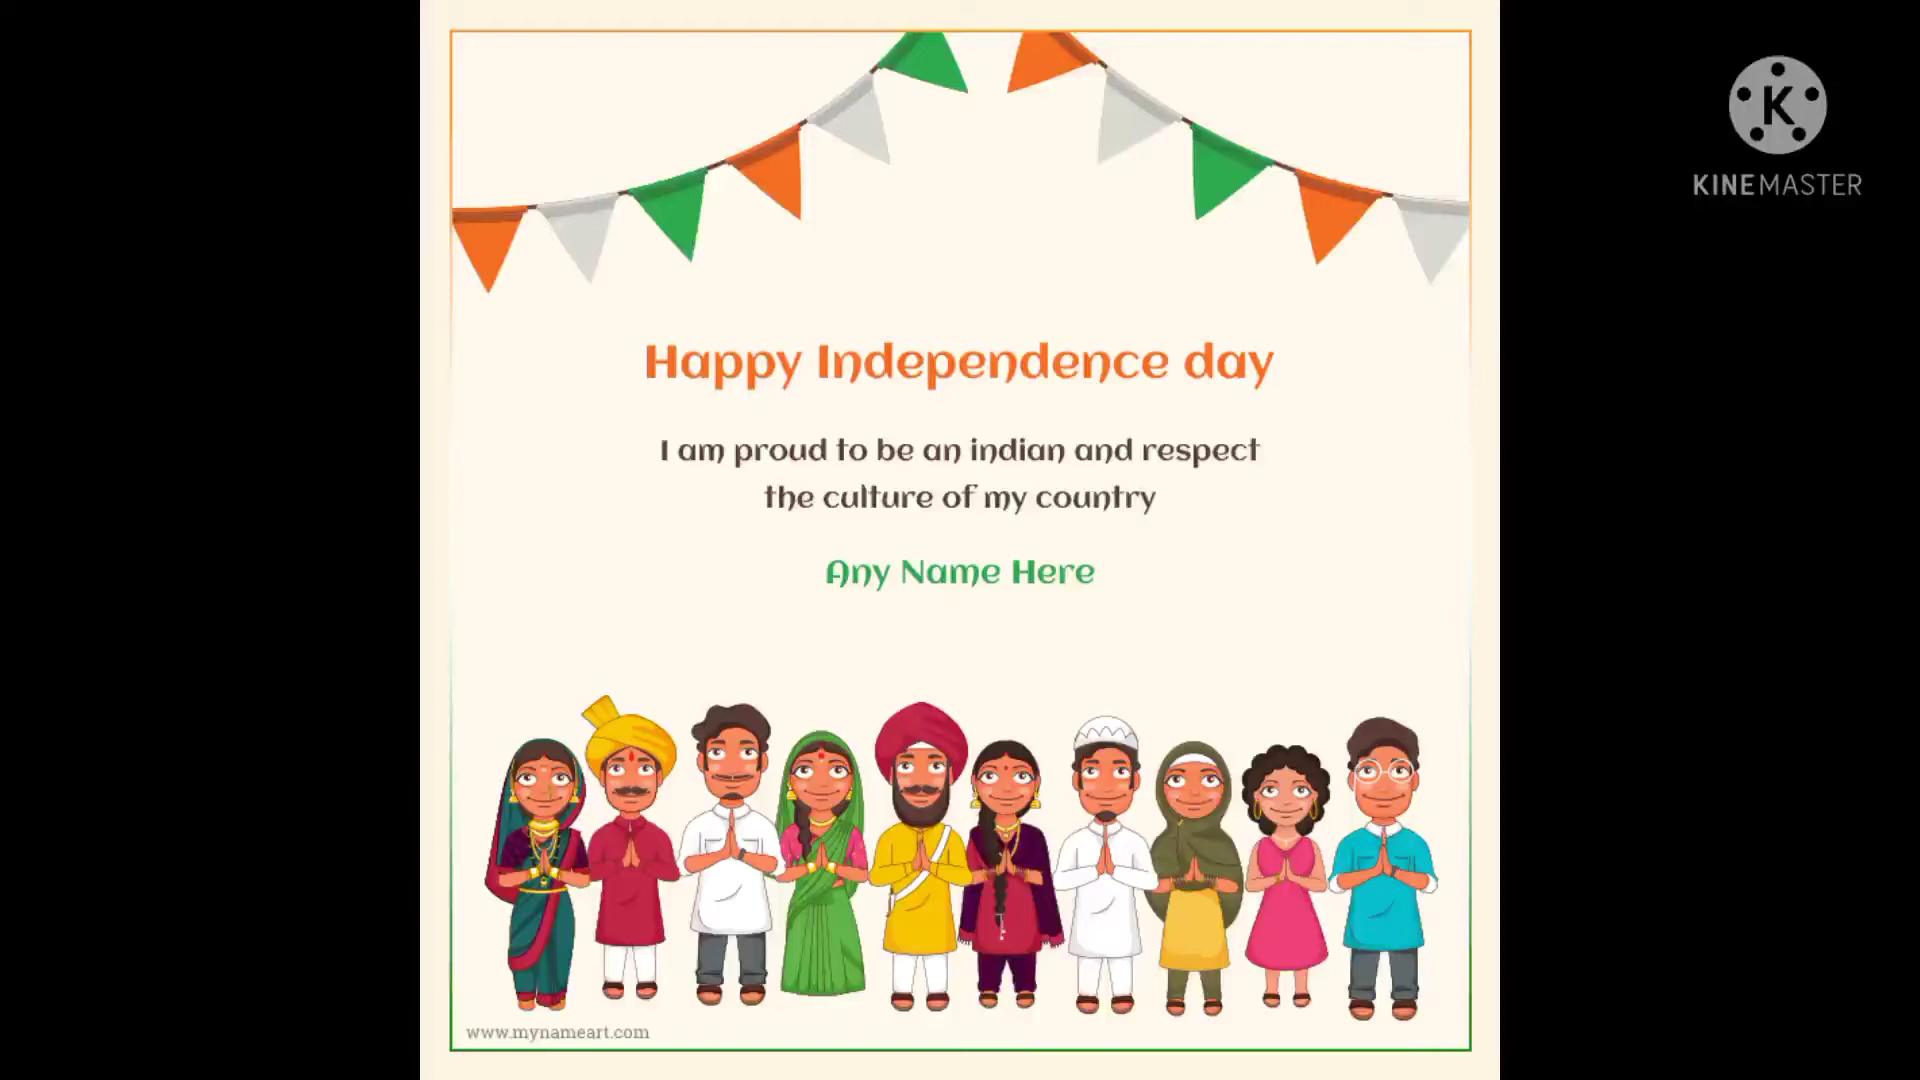 K
KINEMASTER
Happy Independence day
I am proud to be an indian and respect
the culture of my country
Any Name Here
www.mynameart.com